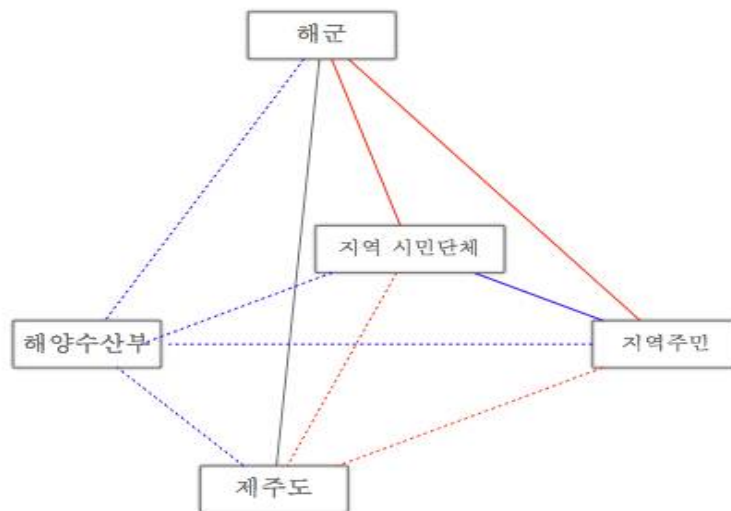 해군
지역 시민단체
해양수산부
지역주민
제주도